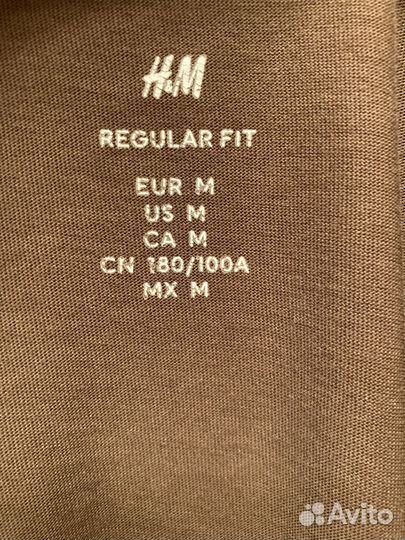 H&M
REGULAR FIT
EUR M
US M
CA M
CN 180/100A
MX M
Avito